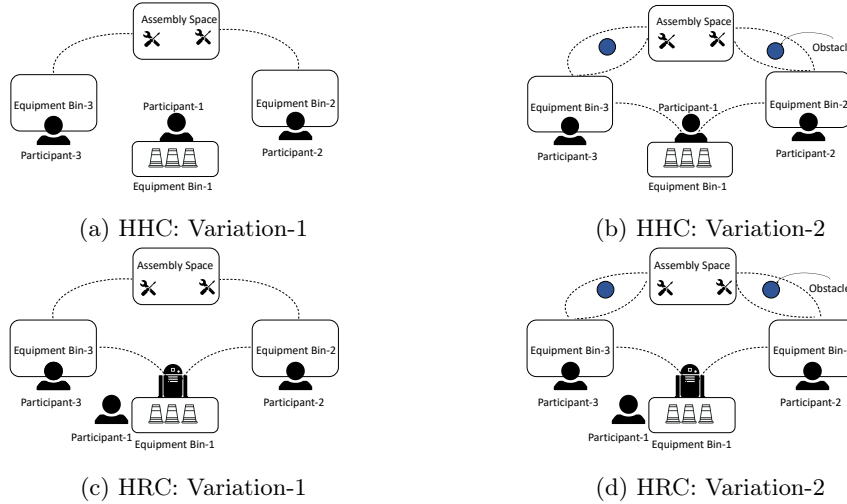 Assembly Space
Equipment Bin-3
Participant-1
Equipment Bin-2
Participant-3
Participant-2
Equipment Bin-1
(a) HHC: Variation-1
Assembly Space
Obstacle
Equipment Bin-3
Participant-1
Equipment Bin-2
Participant-3
Participant-2
Equipment Bin-1
(b) HHC: Variation-2
Assembly Space
Equipment Bin-3
Equipment Bin-2
Participant-3
Participant-2
Participant-1
Equipment Bin-1
(c) HRC: Variation-1
Assembly Space
Obstacle
Equipment Bin-3
Equipment Bin-
Participant-3
Participant-2
Participant-1
Equipment Bin-1
(d) HRC: Variation-2